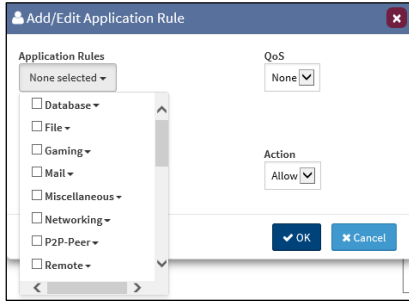 Add/Edit Application Rule
Application Rules
QoS
None selected
None
Database
File
Gaming
Mail
Action
Allow
Miscellaneous
Networking
P2P-Peer
Remote
OK
Cancel